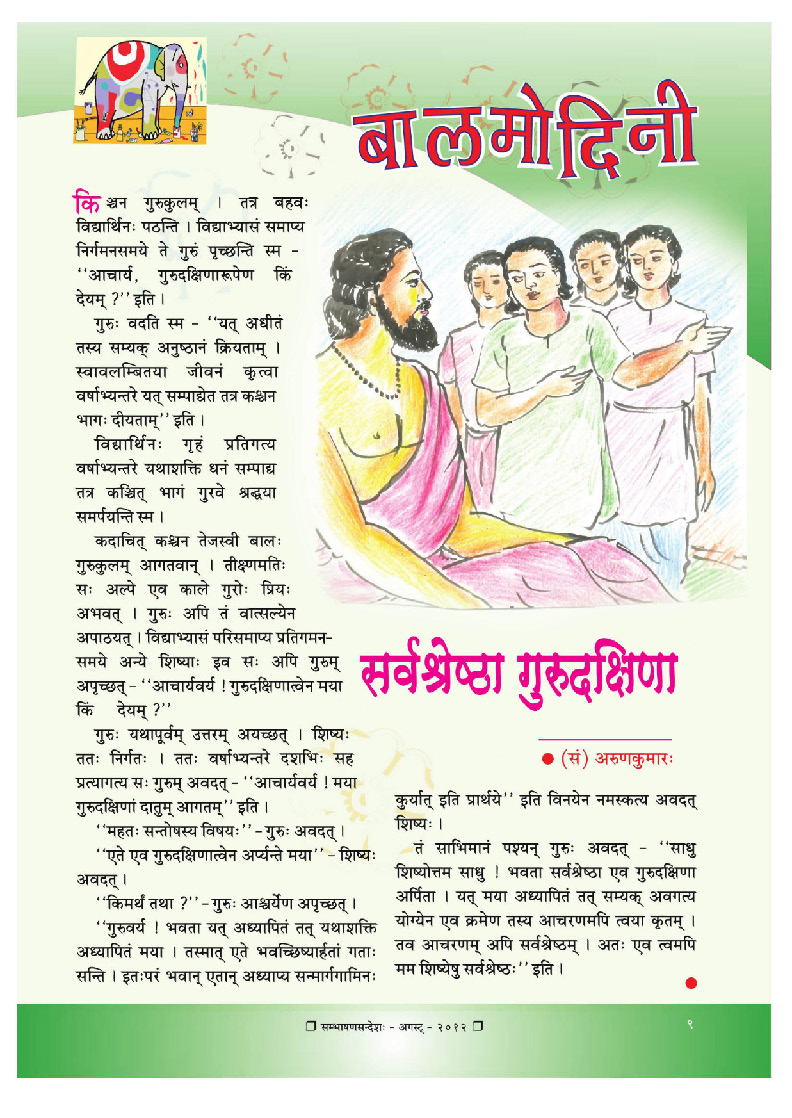 बालमोदिनी
किञ्चन गुरुकुलम् । तत्र बहवः
विद्यार्थिनः पठन्ति । विद्याभ्यासं समाप्य
निर्गमनसमये ते गुरुं पृच्छन्ति स्म -
‘‘आचार्य, गुरुदक्षिणारूपेण किं
देयम् ?’’ इति ।
गुरुः वदति स्म - ‘‘यत् अधीतं
तस्य सम्यक् अनुष्ठानं क्रियताम् ।
स्वावलम्बितया जीवनं कृत्वा
वर्षाभ्यन्तरे यत् सम्पाद्येत तत्र कश्चन
भागः दीयताम्’’ इति ।
विद्यार्थिनः गृहं प्रतिगत्य
वर्षाभ्यन्तरे यथाशक्ति धनं सम्पाद्य
तत्र कञ्चित् भागं गुरवे श्रद्धया
समर्पयन्ति स्म ।
कदाचित् कश्चन तेजस्वी बालः
गुरुकुलम् आगतवान् । तीक्ष्णमतिः
सः अल्पे एव काले गुरोः प्रियः
अभवत् । गुरुः अपि तं वात्सल्येन
अपाठयत् । विद्याभ्यासं परिसमाप्य प्रतिगमन-
समये अन्ये शिष्याः इव सः अपि गुरुम्
अपृच्छत् - ‘‘आचार्यवर्य ! गुरुदक्षिणात्वेन मया
किं देयम् ?’’
गुरुः यथापूर्वम् उत्तरम् अयच्छत् । शिष्यः
ततः निर्गतः । ततः वर्षाभ्यन्तरे दशभिः सह
प्रत्यागत्य सः गुरुम् अवदत् - ‘‘आचार्यवर्य ! मया
गुरुदक्षिणां दातुम् आगतम्’’ इति ।
‘‘महतः सन्तोषस्य विषयः’’ - गुरुः अवदत् ।
‘‘एते एव गुरुदक्षिणात्वेन अर्प्यन्ते मया’’ - शिष्यः
अवदत् ।
‘‘किमर्थं तथा ?’’ - गुरुः आश्चर्येण अपृच्छत् ।
‘‘गुरुवर्य ! भवता यत् अध्यापितं तत् यथाशक्ति
अध्यापितं मया । तस्मात् एते भवच्छिष्यार्हतां गताः
सन्ति । इतःपरं भवान् एतान् अध्याप्य सन्मार्गगामिनः
सर्वश्रेष्ठा गुरुदक्षिणा
● (सं) अरुणकुमारः
कुर्यात् इति प्रार्थये’’ इति विनयेन नमस्कत्य अवदत्
शिष्यः ।
तं साभिमानं पश्यन् गुरुः अवदत् - ‘‘साधु
शिष्योत्तम साधु ! भवता सर्वश्रेष्ठा एव गुरुदक्षिणा
अर्पिता । यत् मया अध्यापितं तत् सम्यक् अवगत्य
योग्येन एव क्रमेण तस्य आचरणमपि त्वया कृतम् ।
तव आचरणम् अपि सर्वश्रेष्ठम् । अतः एव त्वमपि
मम शिष्येषु सर्वश्रेष्ठः’’ इति ।
❐ सम्भाषणसन्देशः - अगस्ट् - २०१२ ❐
९